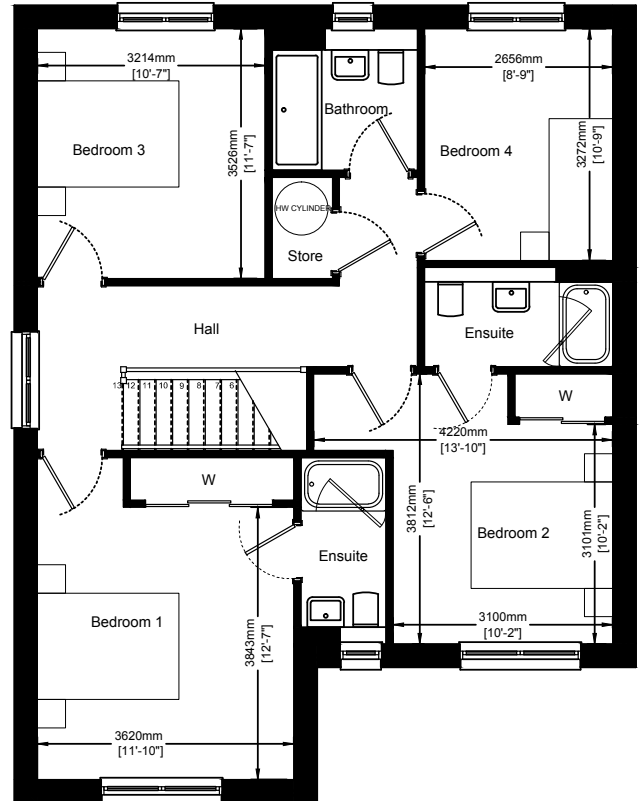 3214mm
[10'-7"]
2656mm
[8'-9"]
Bathroom
Bedroom 3
3526mm
[11'-7"]
Bedroom 4
3272mm
[10'-9"]
HW CYLINDER
Store
Hall
Ensuite
13 12 11 10 9 8 7 6
W
4220mm
[13'-10"]
W
3812mm
[12'-6"]
Bedroom 2
3101mm
[10'-2"]
Ensuite
Bedroom 1
3843mm
[12'-7"]
3100mm
[10'-2"]
3620mm
[11'-10"]